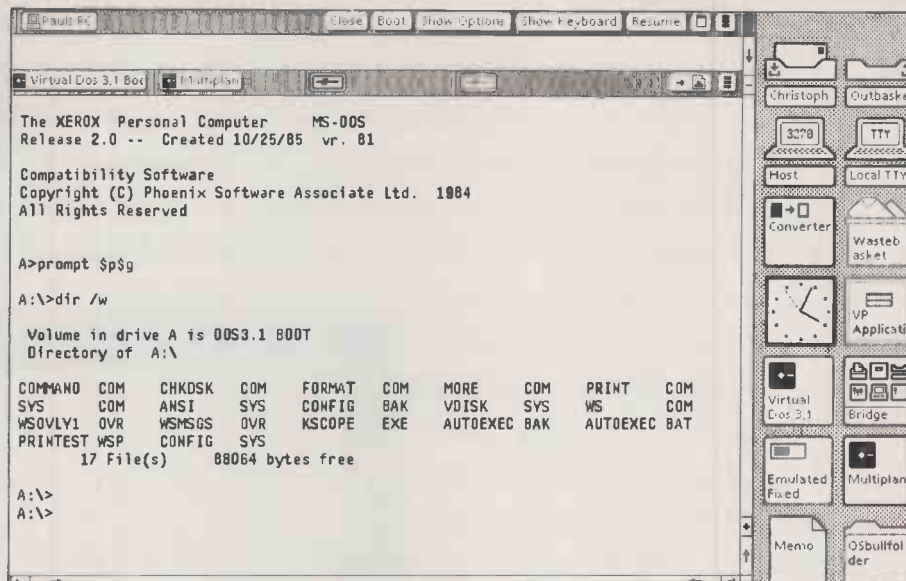 Paul's PC Close Boot Show Options Show Keyboard Resume
Virtual Dos 3.1 Boo Multiplan
The XEROX Personal Computer MS-DOS
Release 2.0 -- Created 10/25/85 vr. 81
Compatibility Software
Copyright (C) Phoenix Software Associate Ltd. 1984
All Rights Reserved
A>prompt $p$g
A:\>dir /w
Volume in drive A is DOS3.1 BOOT
Directory of A:\
COMMAND COM CHKDSK COM FORMAT COM MORE COM PRINT COM
SYS COM ANSI SYS CONFIG BAK VDISK SYS WS COM
WSOVLY1 OVR WSMSGS OVR KSCOPE EXE AUTOEXEC BAK AUTOEXEC BAT
PRINTEST WSP CONFIG SYS
17 File(s) 88064 bytes free
A:\>
A:\>
Christoph Outbaske
3270 TTY
Host Local TTY
Converter
Wasteb
asket
VP
Applicati
Virtual
Dos 3.1
Bridge
Emulated
Fixed
Multiplan
Memo
OSbullfol
der